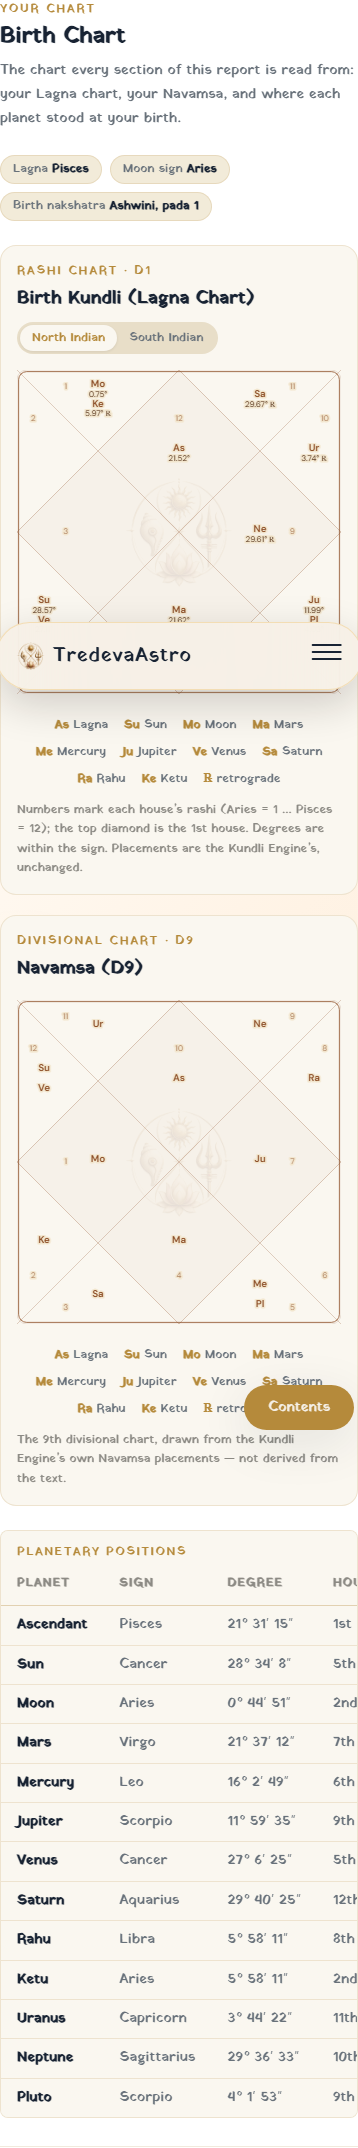 YOUR CHART
Birth Chart
The chart every section of this report is read from:
your Lagna chart, your Navamsa, and where each
planet stood at your birth.
Lagna Pisces
Moon sign Aries
Birth nakshatra Ashwini, pada 1
RASHI CHART · D1
Birth Kundli (Lagna Chart)
North Indian
South Indian
1
Mo
0.75°
Ke
5.97° R
Sa
29.67° R
11
2
12
10
As
21.52°
Ur
3.74° R
3
Ne
29.61° R
9
Su
28.57°
Ve
Ma
21.62°
Ju
11.99°
Pl
TredevaAstro
As Lagna Su Sun Mo Moon Ma Mars
Me Mercury Ju Jupiter Ve Venus Sa Saturn
Ra Rahu Ke Ketu R retrograde
Numbers mark each house's rashi (Aries = 1 … Pisces
= 12); the top diamond is the 1st house. Degrees are
within the sign. Placements are the Kundli Engine's,
unchanged.
DIVISIONAL CHART · D9
Navamsa (D9)
11
Ur
Ne
9
12
10
8
Su
As
Ra
Ve
1
Mo
Ju
7
Ke
Ma
2
4
6
Me
Sa
3
Pl
5
As Lagna Su Sun Mo Moon Ma Mars
Me Mercury Ju Jupiter Ve Venus Sa Saturn
Ra Rahu Ke Ketu R retro
Contents
The 9th divisional chart, drawn from the Kundli
Engine's own Navamsa placements — not derived from
the text.
PLANETARY POSITIONS
PLANET SIGN DEGREE HOU
Ascendant Pisces 21° 31′ 15″ 1st
Sun Cancer 28° 34′ 8″ 5th
Moon Aries 0° 44′ 51″ 2nd
Mars Virgo 21° 37′ 12″ 7th
Mercury Leo 16° 2′ 49″ 6th
Jupiter Scorpio 11° 59′ 35″ 9th
Venus Cancer 27° 6′ 25″ 5th
Saturn Aquarius 29° 40′ 25″ 12th
Rahu Libra 5° 58′ 11″ 8th
Ketu Aries 5° 58′ 11″ 2nd
Uranus Capricorn 3° 44′ 22″ 11th
Neptune Sagittarius 29° 36′ 33″ 10th
Pluto Scorpio 4° 1′ 53″ 9th